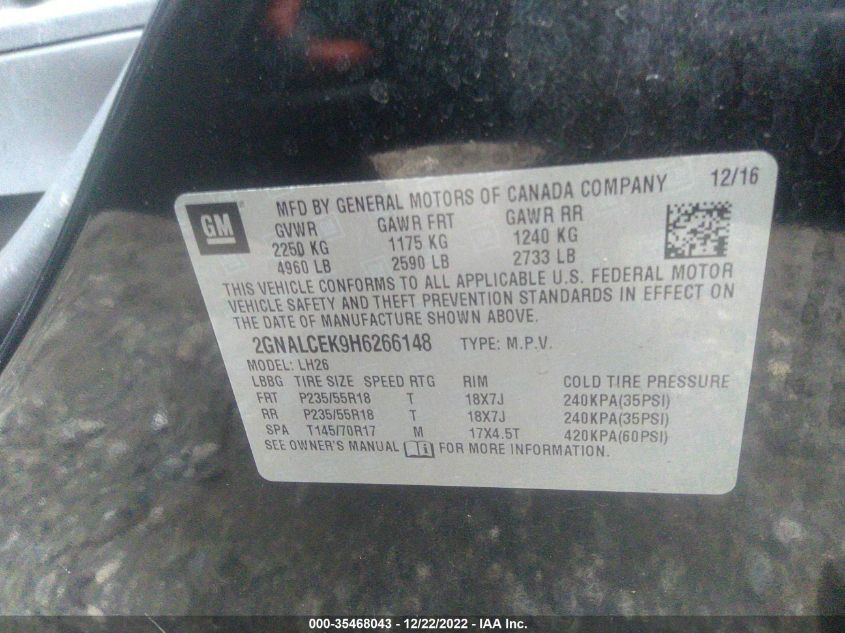 GM
MFD BY GENERAL MOTORS OF CANADA COMPANY 12/16
GVWR GAWR FRT GAWR RR
2250 KG 1175 KG 1240 KG
4960 LB 2590 LB 2733 LB
THIS VEHICLE CONFORMS TO ALL APPLICABLE U.S. FEDERAL MOTOR
VEHICLE SAFETY AND THEFT PREVENTION STANDARDS IN EFFECT ON
THE DATE OF MANUFACTURE SHOWN ABOVE.
2GNALCEK9H6266148 TYPE: M.P.V.
MODEL: LH26
LBBG TIRE SIZE SPEED RTG RIM COLD TIRE PRESSURE
FRT P235/55R18 T 18X7J 240KPA(35PSI)
RR P235/55R18 T 18X7J 240KPA(35PSI)
SPA T145/70R17 M 17X4.5T 420KPA(60PSI)
SEE OWNER'S MANUAL FOR MORE INFORMATION.
000-35468043 - 12/22/2022 - IAA Inc.